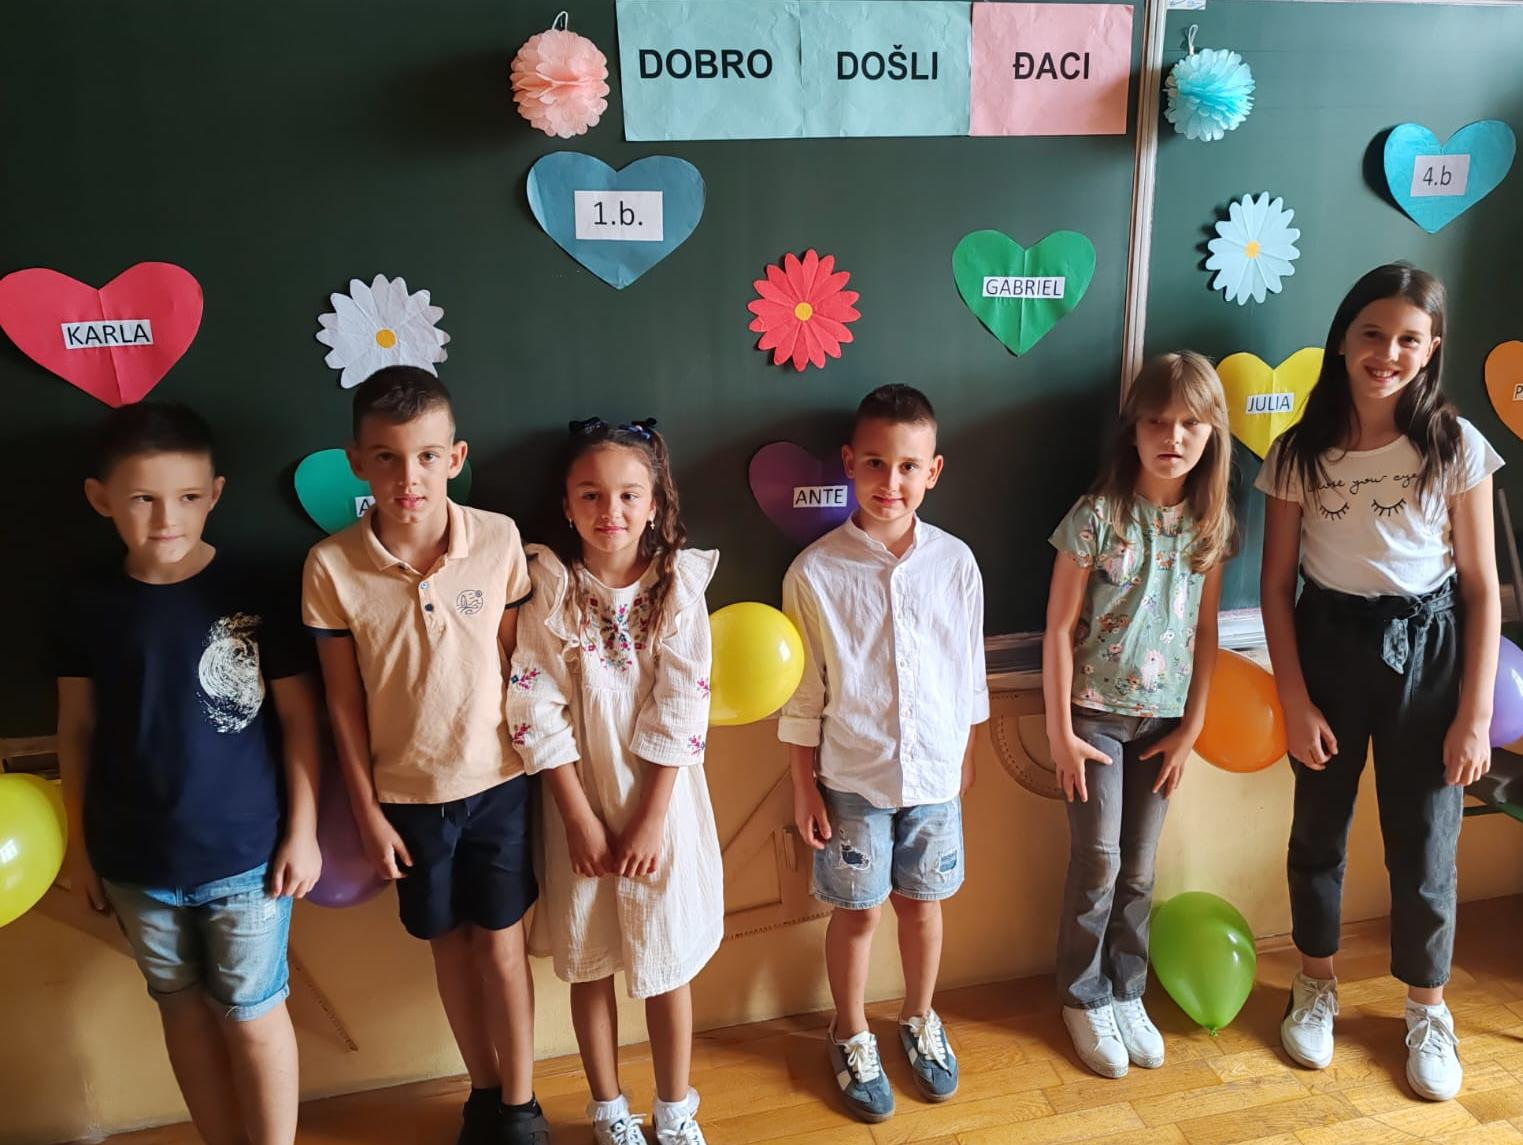 DOBRO DOŠLI ĐACI
4.b
1.b.
GABRIEL
KARLA
JULIA
ANTE